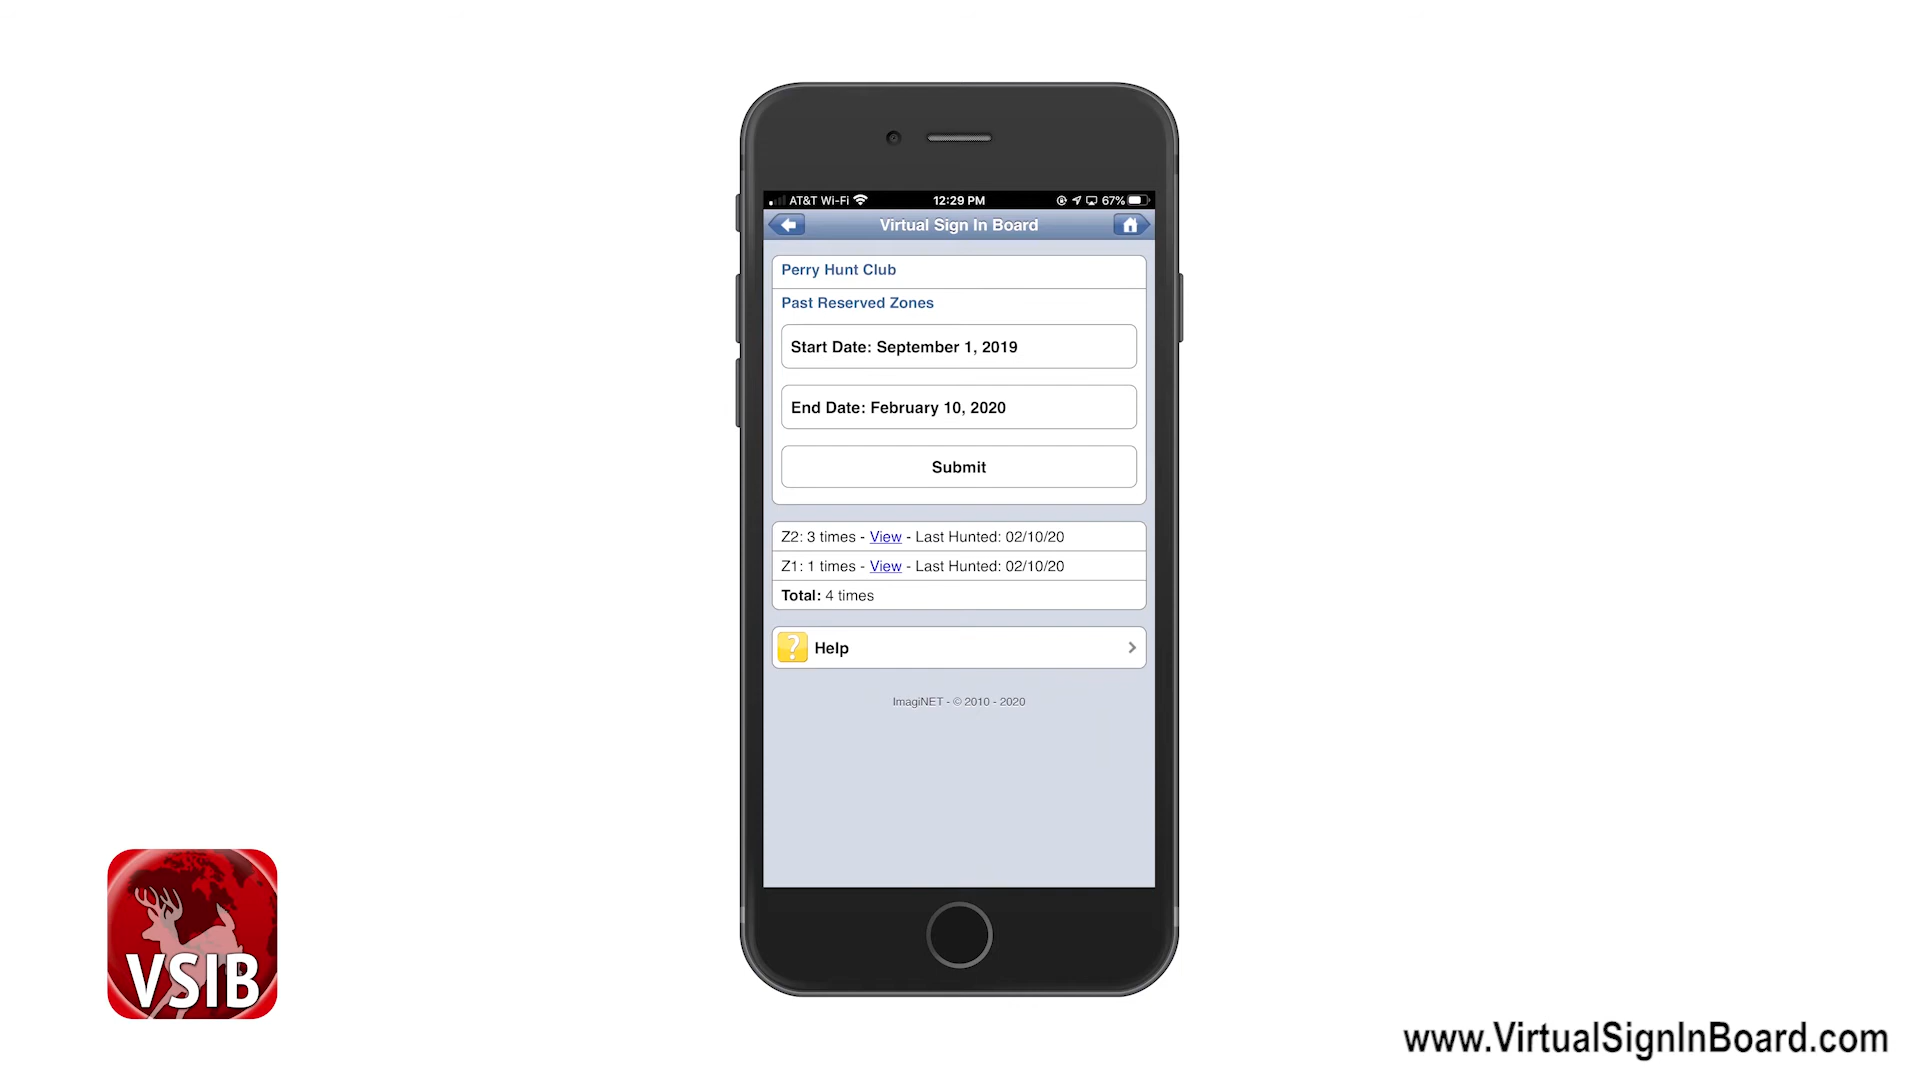 AT&T Wi-Fi 12:29 PM 67%
Virtual Sign In Board
Perry Hunt Club
Past Reserved Zones
Start Date: September 1, 2019
End Date: February 10, 2020
Submit
Z2: 3 times - View - Last Hunted: 02/10/20
Z1: 1 times - View - Last Hunted: 02/10/20
Total: 4 times
? Help
ImagiNET - © 2010 - 2020
VSIB
www.VirtualSignInBoard.com